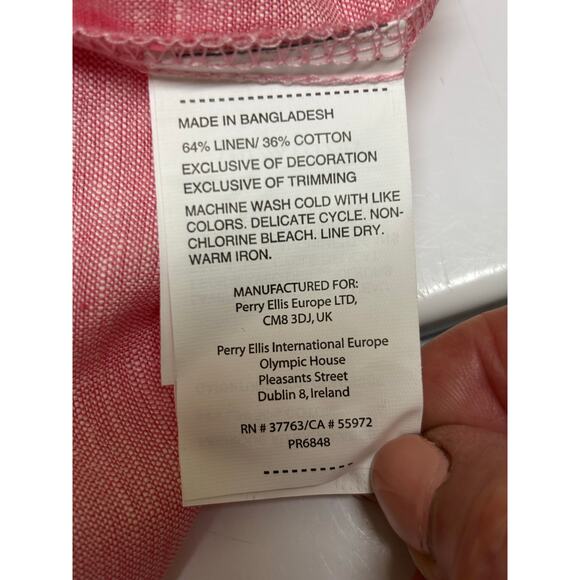 MADE IN BANGLADESH
64% LINEN/ 36% COTTON
EXCLUSIVE OF DECORATION
EXCLUSIVE OF TRIMMING
MACHINE WASH COLD WITH LIKE
COLORS. DELICATE CYCLE. NON-
CHLORINE BLEACH. LINE DRY.
WARM IRON.
MANUFACTURED FOR:
Perry Ellis Europe LTD,
CM8 3DJ, UK
Perry Ellis International Europe
Olympic House
Pleasants Street
Dublin 8, Ireland
RN # 37763/CA # 55972
PR6848